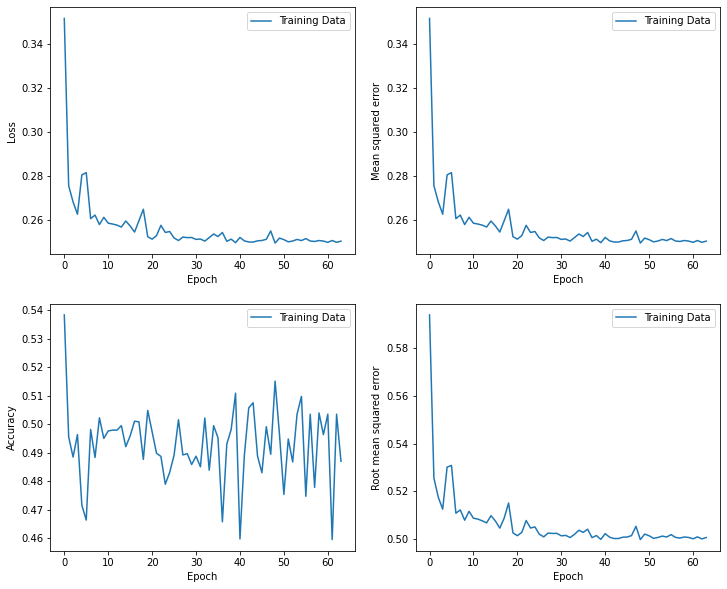 Training Data
0.34
0.32
0.30
0.28
0.26
Loss
0 10 20 30 40 50 60
Epoch
Training Data
0.34
0.32
0.30
0.28
0.26
Mean squared error
0 10 20 30 40 50 60
Epoch
Training Data
0.54
0.53
0.52
0.51
0.50
0.49
0.48
0.47
0.46
Accuracy
0 10 20 30 40 50 60
Epoch
Training Data
0.58
0.56
0.54
0.52
0.50
Root mean squared error
0 10 20 30 40 50 60
Epoch